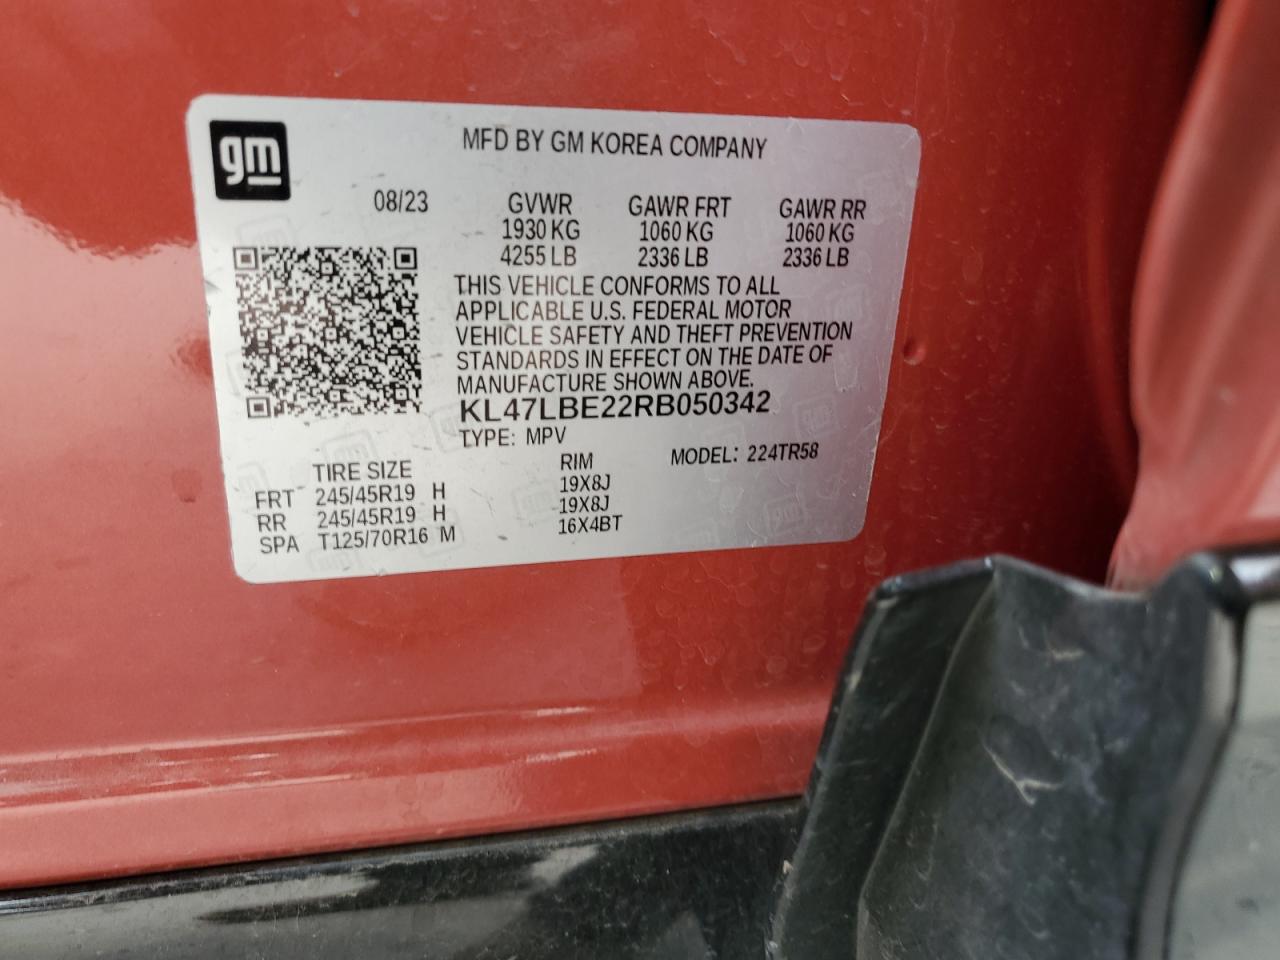 gm
MFD BY GM KOREA COMPANY
08/23
GVWR GAWR FRT GAWR RR
1930 KG 1060 KG 1060 KG
4255 LB 2336 LB 2336 LB
THIS VEHICLE CONFORMS TO ALL
APPLICABLE U.S. FEDERAL MOTOR
VEHICLE SAFETY AND THEFT PREVENTION
STANDARDS IN EFFECT ON THE DATE OF
MANUFACTURE SHOWN ABOVE.
KL47LBE22RB050342
TYPE: MPV
MODEL: 224TR58
TIRE SIZE RIM
FRT 245/45R19 H 19X8J
RR 245/45R19 H 19X8J
SPA T125/70R16 M 16X4BT